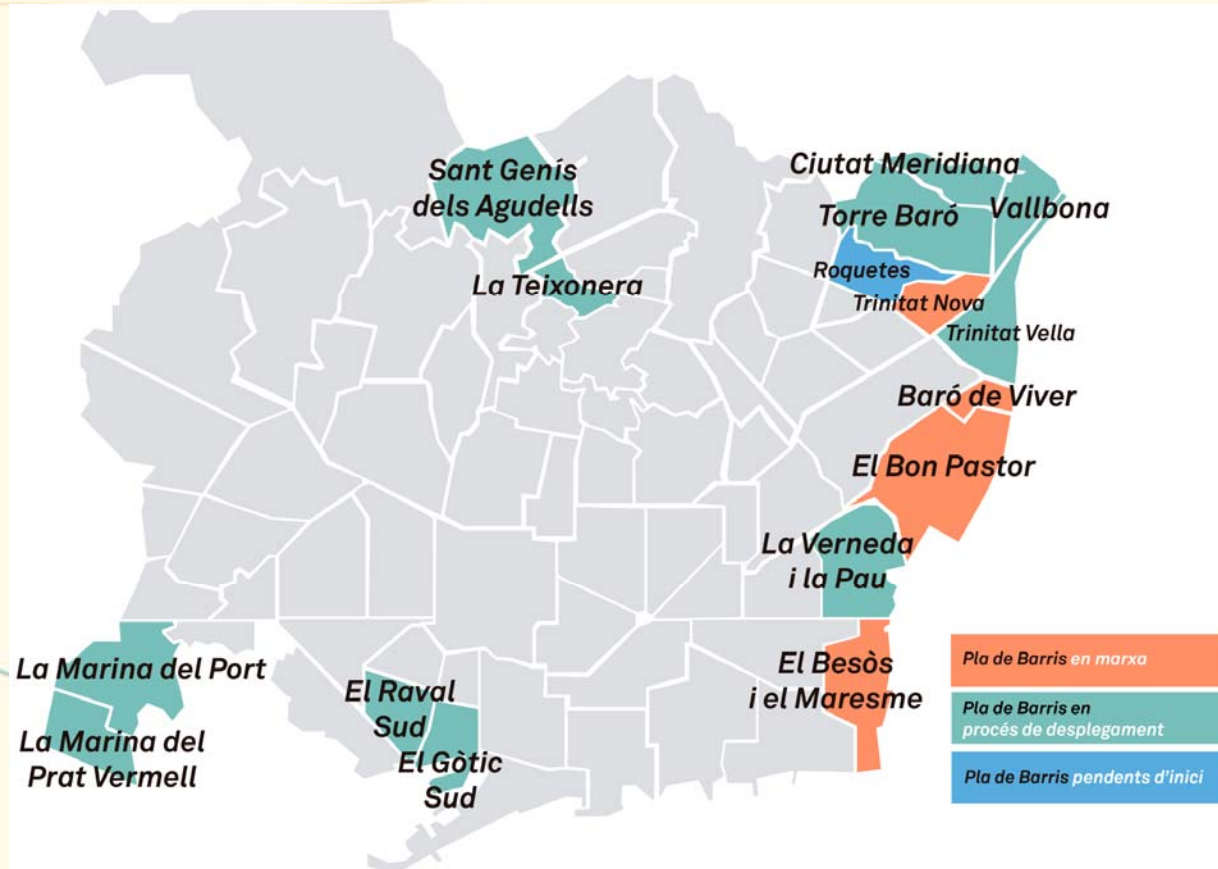 Sant Genís
dels Agudells
La Teixonera
Ciutat Meridiana
Torre Baró
Vallbona
Roquetes
Trinitat Nova
Trinitat Vella
Baró de Viver
El Bon Pastor
La Verneda
i la Pau
El Besòs
i el Maresme
La Marina del Port
La Marina del
Prat Vermell
El Raval
Sud
El Gòtic
Sud
Pla de Barris en marxa
Pla de Barris en
procés de desplegament
Pla de Barris pendents d'inici